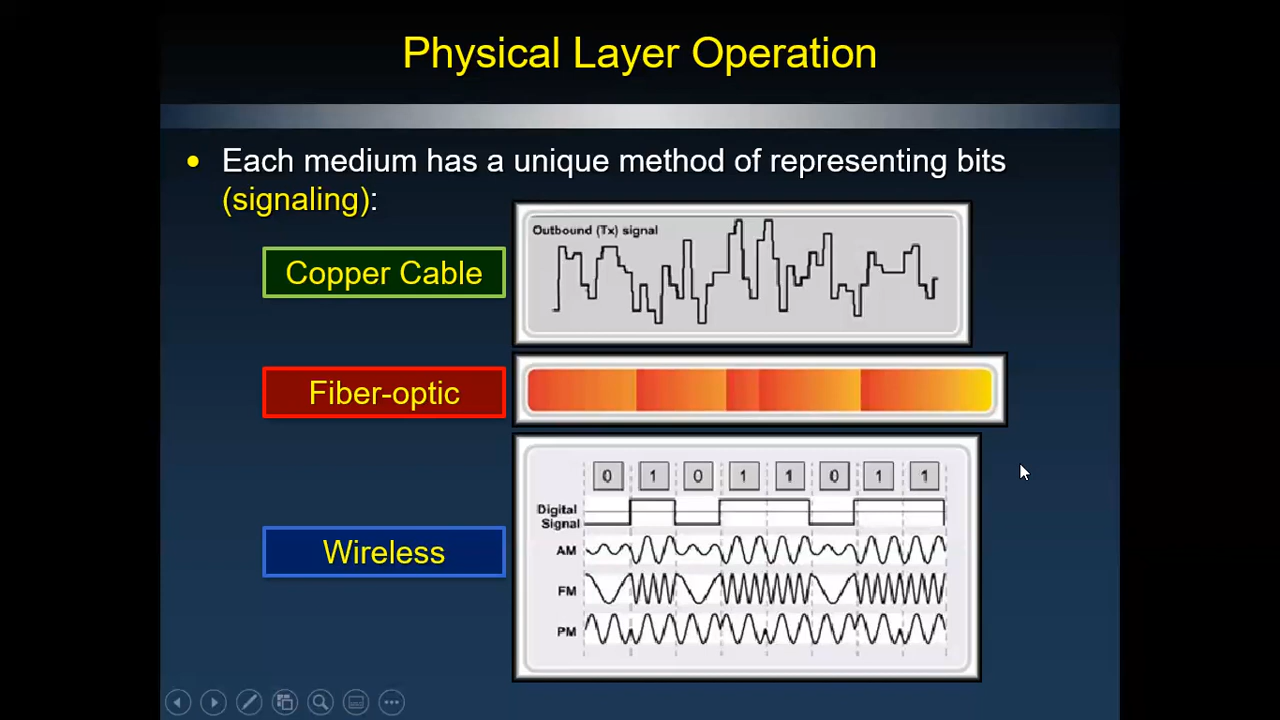 Physical Layer Operation
• Each medium has a unique method of representing bits
(signaling):
Outbound (Tx) signal
Copper Cable
Fiber-optic
0 1 0 1 1 0 1 1
Digital
Signal
Wireless
AM
FM
PM